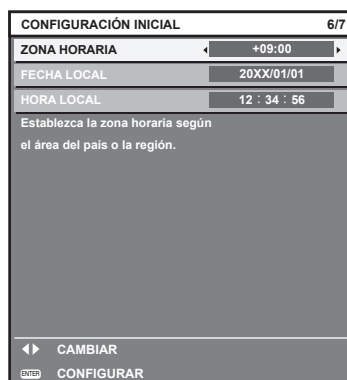 CONFIGURACIÓN INICIAL 6/7
ZONA HORARIA +09:00
FECHA LOCAL 20XX/01/01
HORA LOCAL 12 : 34 : 56
Establezca la zona horaria según
el área del país o la región.
CAMBIAR
ENTER CONFIGURAR